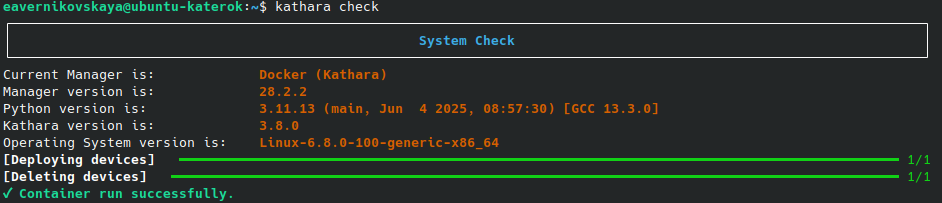 eavernikovskaya@ubuntu-katerok:~$ kathara check
System Check
Current Manager is: Docker (Kathara)
Manager version is: 28.2.2
Python version is: 3.11.13 (main, Jun  4 2025, 08:57:30) [GCC 13.3.0]
Kathara version is: 3.8.0
Operating System version is: Linux-6.8.0-100-generic-x86_64
[Deploying devices] 1/1
[Deleting devices] 1/1
✓ Container run successfully.